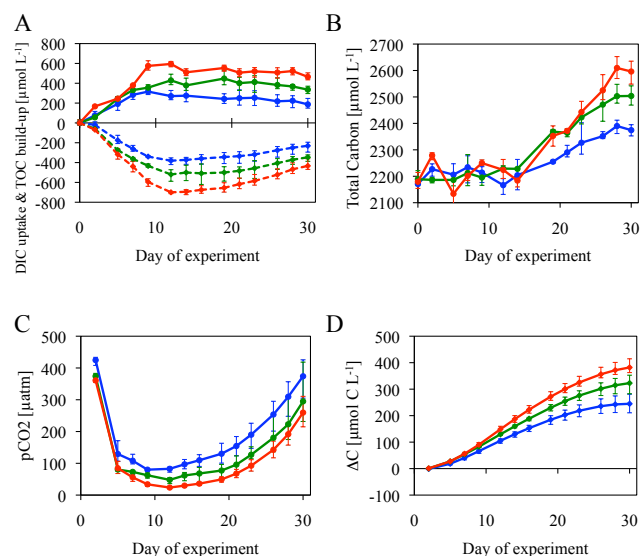 A
DIC uptake & TOC build-up [µmol L-1]
800
600
400
200
0
-200
-400
-600
-800
0 10 20 30
Day of experiment
B
Total Carbon [µmol L-1]
2700
2600
2500
2400
2300
2200
2100
0 10 20 30
Day of experiment
C
pCO2 [µatm]
500
400
300
200
100
0
0 10 20 30
Day of experiment
D
ΔC [µmol C L-1]
500
400
300
200
100
0
-100
0 10 20 30
Day of experiment